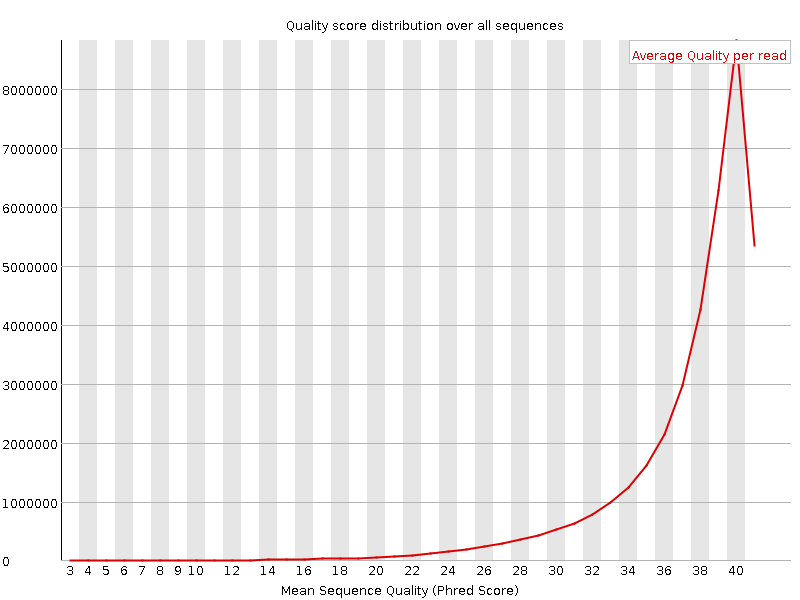 Quality score distribution over all sequences
Average Quality per read
8000000
7000000
6000000
5000000
4000000
3000000
2000000
1000000
0
3 4 5 6 7 8 9 10 12 14 16 18 20 22 24 26 28 30 32 34 36 38 40
Mean Sequence Quality (Phred Score)